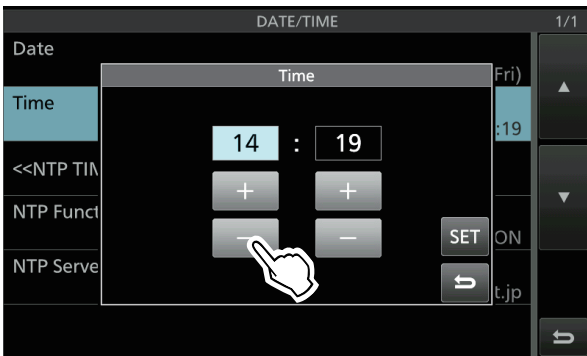 DATE/TIME 1/1
Date
Time
Fri)
Time
:19
14 : 19
<<NTP TIM
+ +
NTP Funct
- -
SET ON
NTP Serve
t.jp